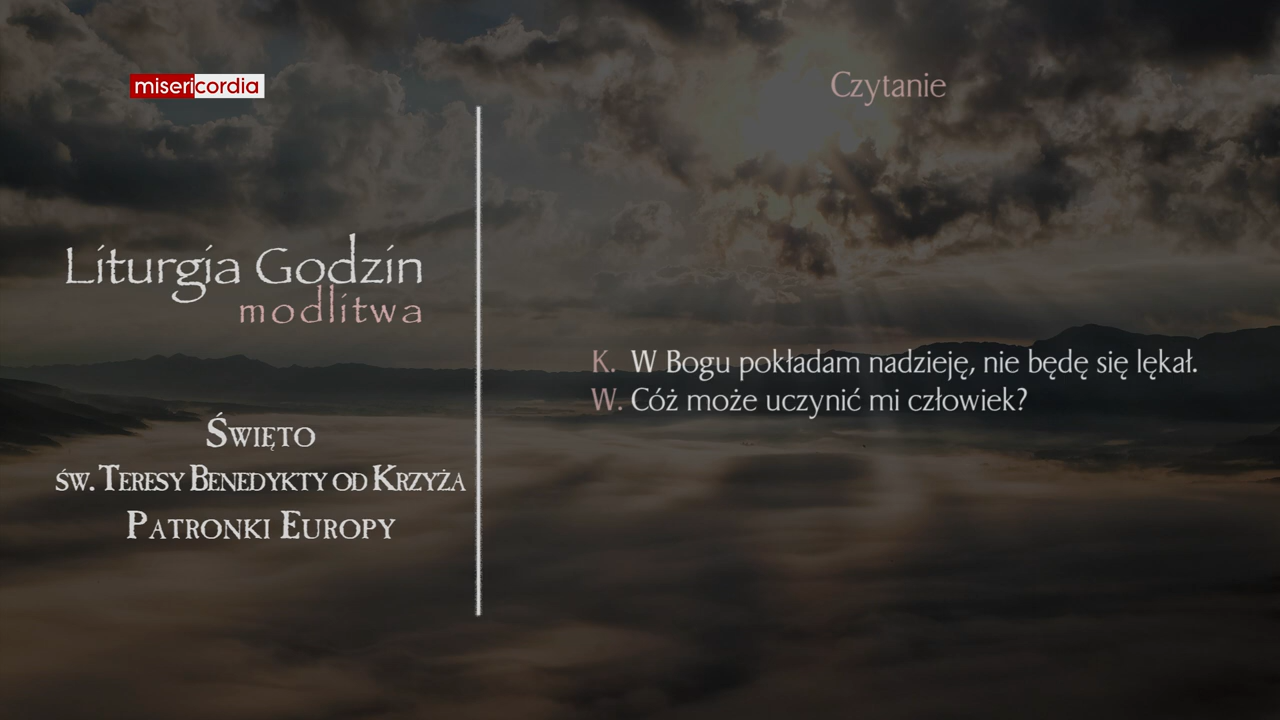 misericordia
Czytanie
Liturgia Godzin
modlitwa
K. W Bogu pokładam nadzieję, nie będę się lękał.
W. Cóż może uczynić mi człowiek?
Święto
św. Teresy Benedykty od Krzyża
Patronki Europy